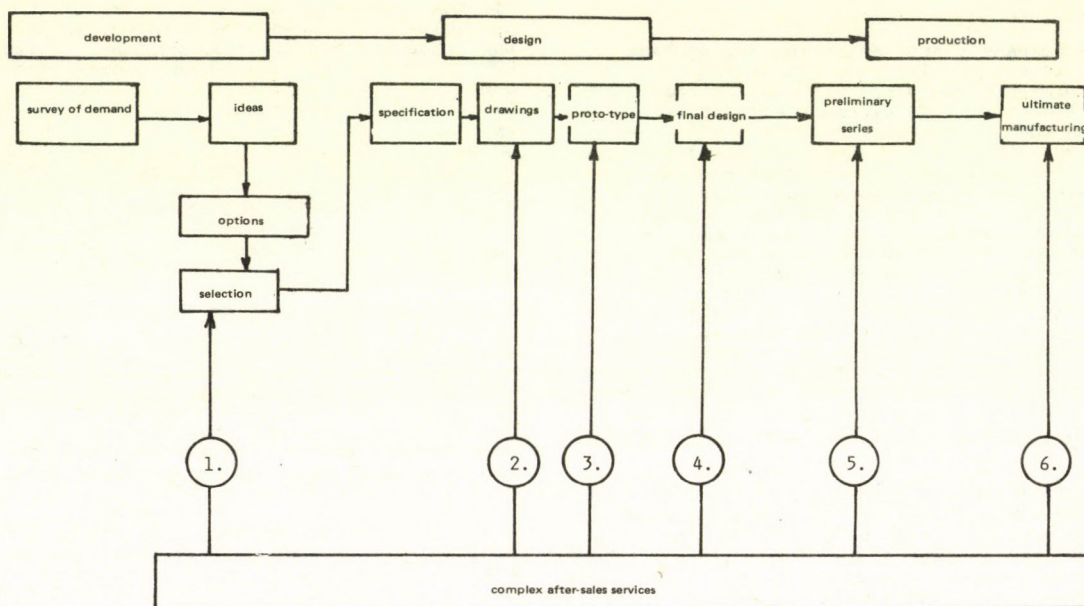 development
design
production
survey of demand
ideas
specification
drawings
proto-type
final design
preliminary
series
ultimate
manufacturing
options
selection
1.
2.
3.
4.
5.
6.
complex after-sales services